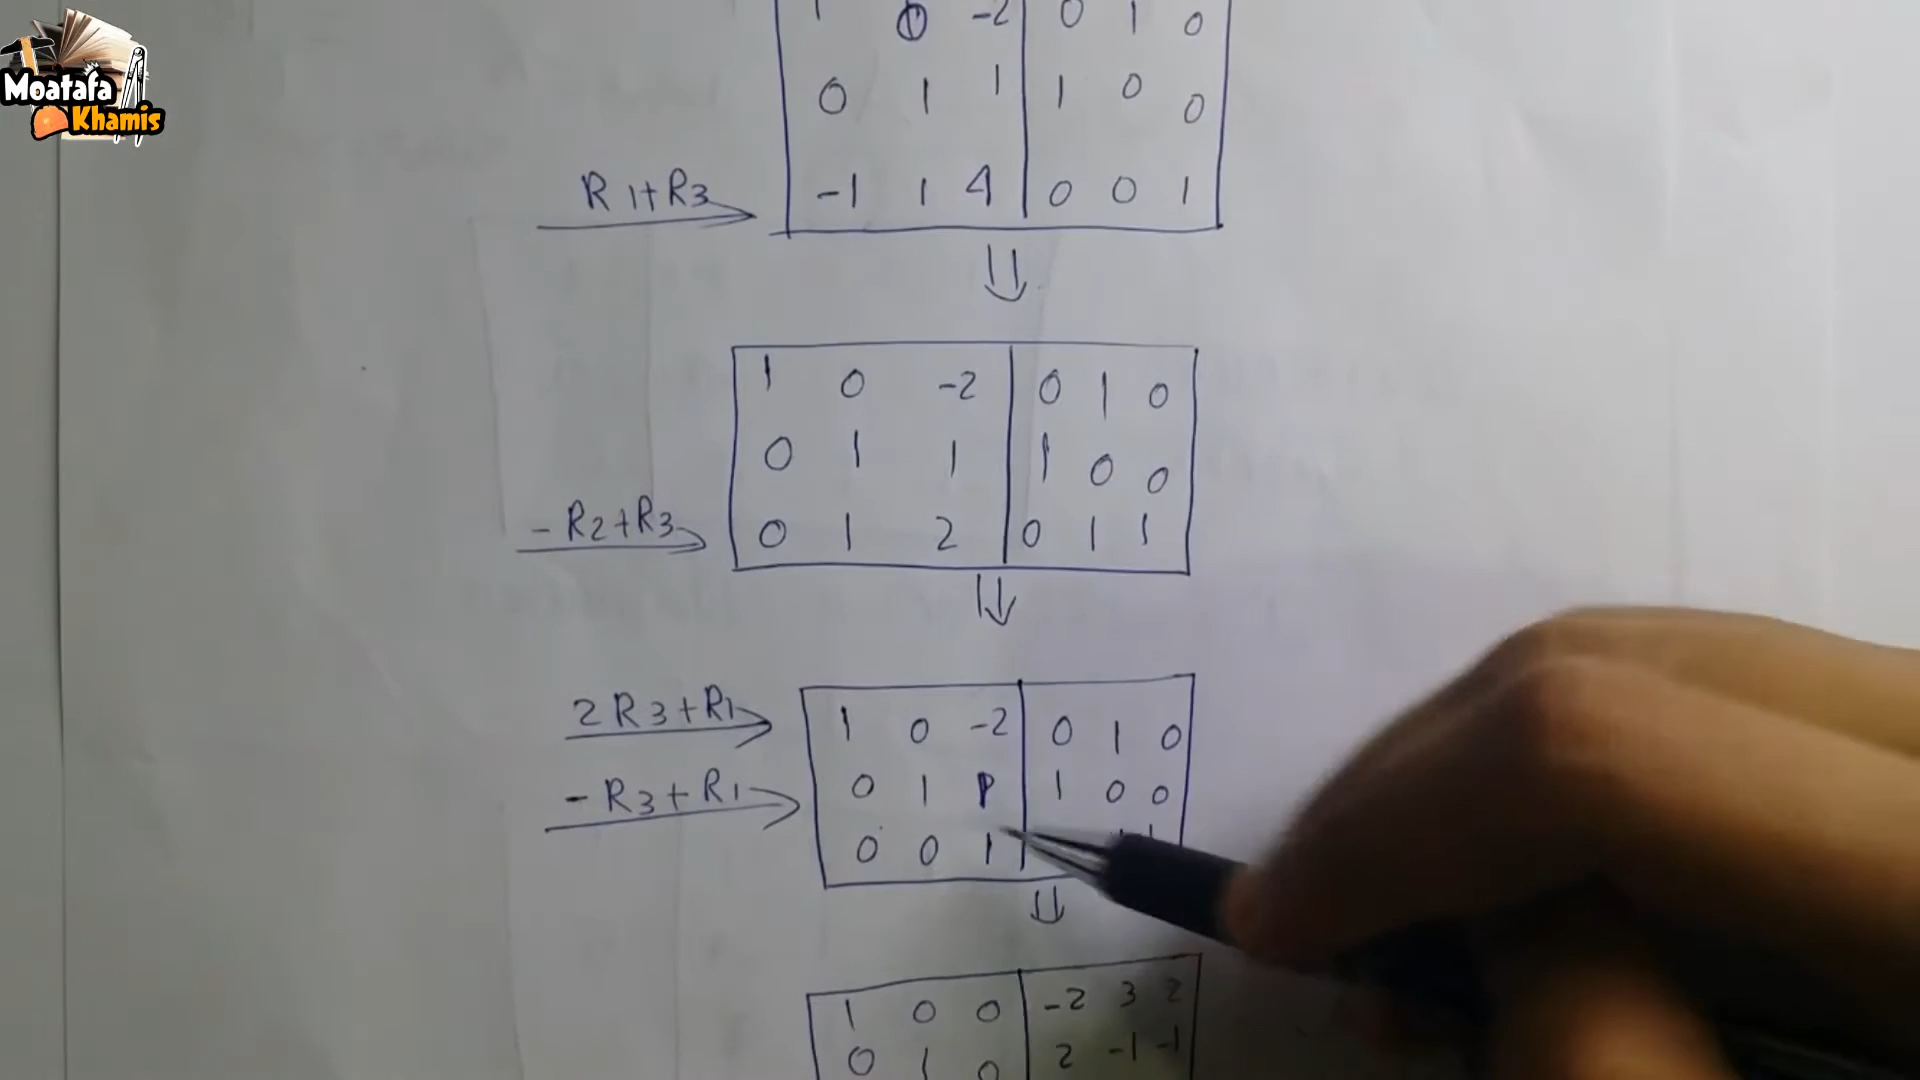 Moatafa
Khamis
1 0 -2 0 1 0
0 1 1 1 0 0
R1+R3 -1 1 4 0 0 1
1 0 -2 0 1 0
0 1 1 1 0 0
-R2+R3 0 1 2 0 1 1
2R3+R1 1 0 -2 0 1 0
-R3+R1 0 1 1 1 0 0
0 0 1
1 0 0 -2 3 2
0 1 0 2 -1 -1